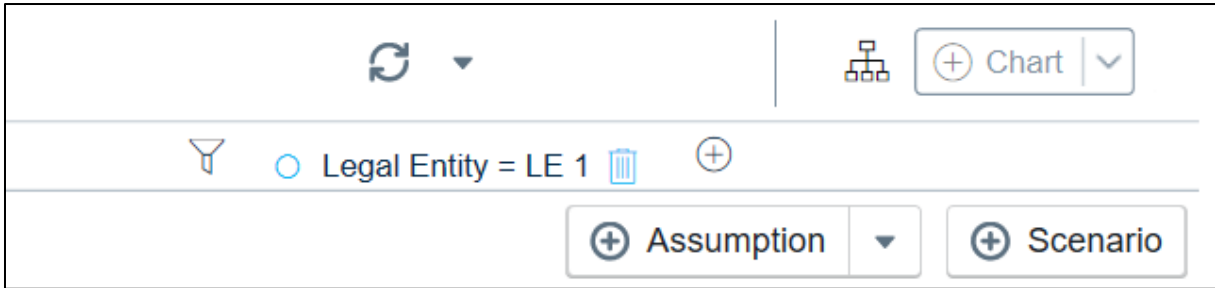 Chart
Legal Entity = LE 1
Assumption
Scenario